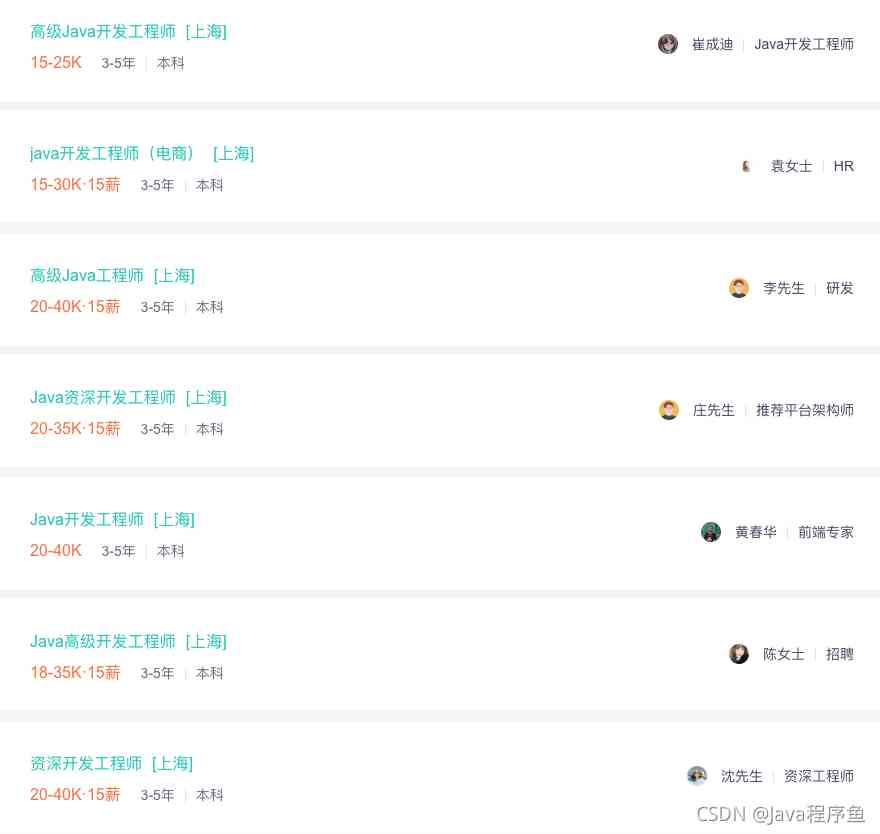 高级Java开发工程师 [上海]
崔成迪 | Java开发工程师
15-25K 3-5年 | 本科
java开发工程师（电商） [上海]
袁女士 | HR
15-30K·15薪 3-5年 | 本科
高级Java工程师 [上海]
李先生 | 研发
20-40K·15薪 3-5年 | 本科
Java资深开发工程师 [上海]
庄先生 | 推荐平台架构师
20-35K·15薪 3-5年 | 本科
Java开发工程师 [上海]
黄春华 | 前端专家
20-40K 3-5年 | 本科
Java高级开发工程师 [上海]
陈女士 | 招聘
18-35K·15薪 3-5年 | 本科
资深开发工程师 [上海]
沈先生 | 资深工程师
20-40K·15薪 3-5年 | 本科
CSDN @Java程序鱼